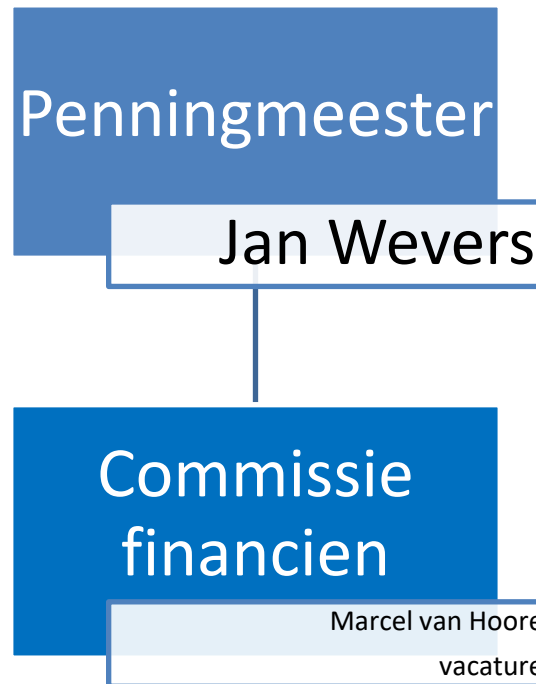 Penningmeester
Jan Wevers
Commissie
financien
Marcel van Hoore
vacature